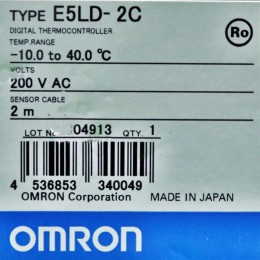 TYPE E5LD-2C
DIGITAL THERMOCONTROLLER
TEMP RANGE
-10.0 to 40.0 °C
VOLTS
200 V AC
SENSOR CABLE
2 m
LOT No 04913 QTY. 1
4 536853 340049
OMRON Corporation MADE IN JAPAN
OMRON
Ro